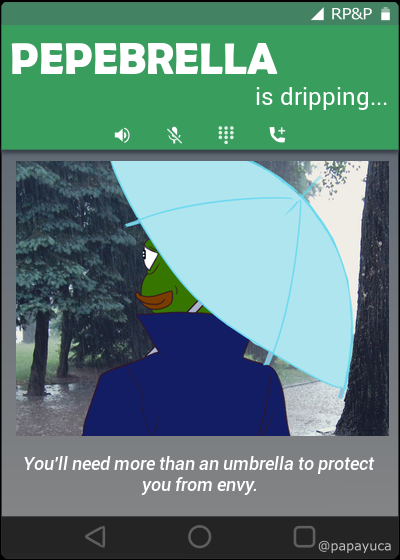 RP&P
PEPEBRELLA
is dripping...
You'll need more than an umbrella to protect
you from envy.
@papayuca